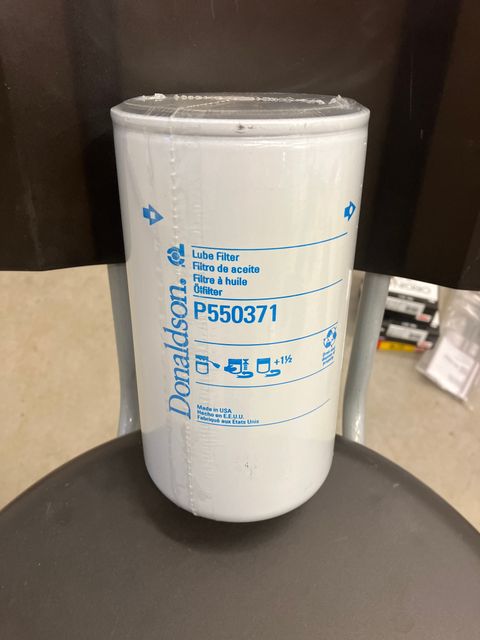 Donaldson.
Lube Filter
Filtro de aceite
Filtre à huile
Ölfilter
P550371
+1½
Made in USA
Hecho en E.E.U.U.
Fabriqué aux Etats Unis